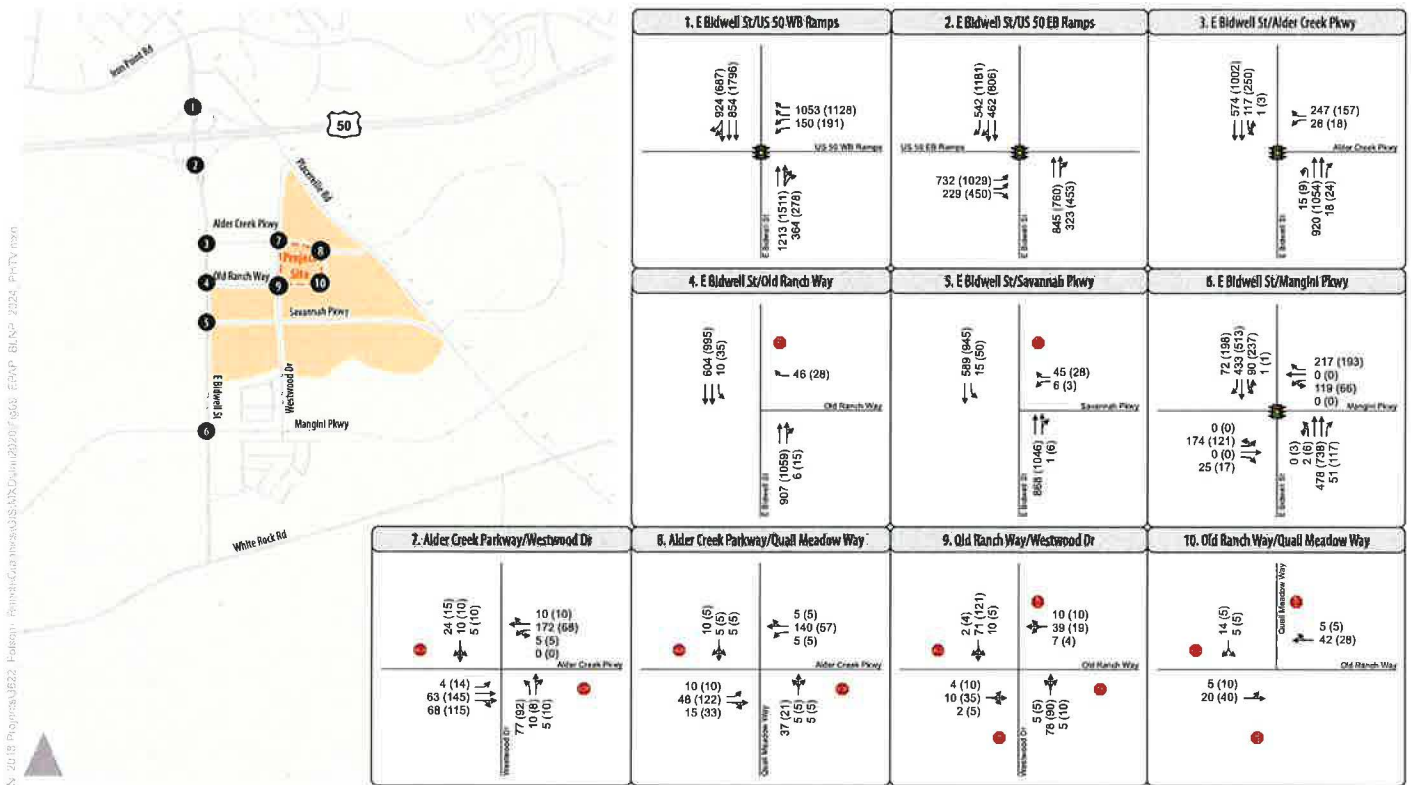 Iron Point Rd
1
50
2
Placerville Rd
Alder Creek Pkwy
3
7
8
Project
Site
Old Ranch Way
4
9
10
Savannah Pkwy
5
E Bidwell St
Westwood Dr
6
Mangini Pkwy
White Rock Rd
1. E Bidwell St/US 50 WB Ramps
924 (687)
854 (1796)
1053 (1128)
150 (191)
US 50 WB Ramps
1213 (1511)
364 (278)
E Bidwell St
2. E Bidwell St/US 50 EB Ramps
542 (1181)
462 (606)
US 50 EB Ramps
732 (1029)
229 (450)
845 (760)
323 (453)
E Bidwell St
3. E Bidwell St/Alder Creek Pkwy
574 (1002)
117 (250)
1 (3)
247 (157)
28 (18)
Alder Creek Pkwy
15 (9)
920 (1054)
18 (24)
E Bidwell St
4. E Bidwell St/Old Ranch Way
604 (995)
10 (35)
46 (28)
Old Ranch Way
907 (1059)
6 (15)
E Bidwell St
5. E Bidwell St/Savannah Pkwy
589 (945)
15 (50)
45 (28)
6 (3)
Savannah Pkwy
868 (1046)
1 (6)
E Bidwell St
6. E Bidwell St/Mangini Pkwy
72 (198)
433 (513)
90 (237)
1 (1)
217 (193)
0 (0)
119 (66)
0 (0)
Mangini Pkwy
0 (0)
174 (121)
0 (0)
25 (17)
0 (3)
2 (6)
478 (738)
51 (117)
E Bidwell St
7. Alder Creek Parkway/Westwood Dr
24 (15)
10 (10)
5 (10)
10 (10)
172 (68)
5 (5)
0 (0)
Alder Creek Pkwy
4 (14)
63 (145)
68 (115)
77 (92)
10 (8)
5 (10)
Westwood Dr
8. Alder Creek Parkway/Quail Meadow Way
10 (5)
5 (5)
5 (5)
5 (5)
140 (57)
5 (5)
Alder Creek Pkwy
10 (10)
48 (122)
15 (33)
37 (21)
5 (5)
5 (5)
Quail Meadow Way
9. Old Ranch Way/Westwood Dr
2 (4)
71 (121)
10 (5)
10 (10)
39 (19)
7 (4)
Old Ranch Way
4 (10)
10 (35)
2 (5)
5 (5)
78 (90)
5 (10)
Westwood Dr
10. Old Ranch Way/Quail Meadow Way
14 (5)
5 (5)
Quail Meadow Way
5 (5)
42 (28)
Old Ranch Way
5 (10)
20 (40)